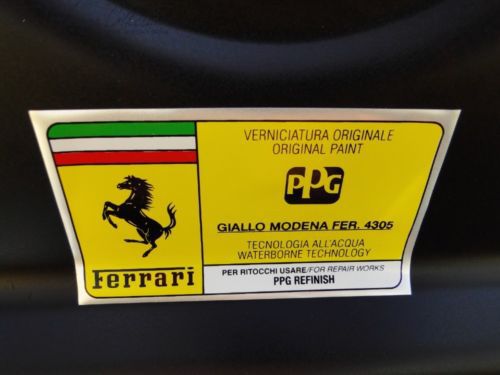 VERNICIATURA ORIGINALE
ORIGINAL PAINT
PPG
GIALLO MODENA FER. 4305
TECNOLOGIA ALL'ACQUA
WATERBORNE TECHNOLOGY
Ferrari
PER RITOCCHI USARE/FOR REPAIR WORKS
PPG REFINISH